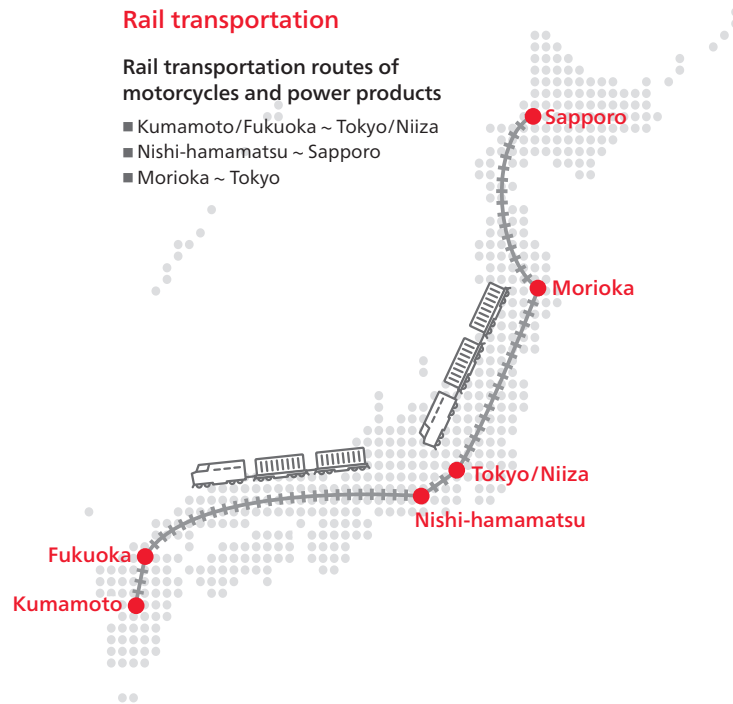 Rail transportation
Rail transportation routes of
motorcycles and power products
■ Kumamoto/Fukuoka ~ Tokyo/Niiza
■ Nishi-hamamatsu ~ Sapporo
■ Morioka ~ Tokyo
Sapporo
Morioka
Tokyo/Niiza
Nishi-hamamatsu
Fukuoka
Kumamoto